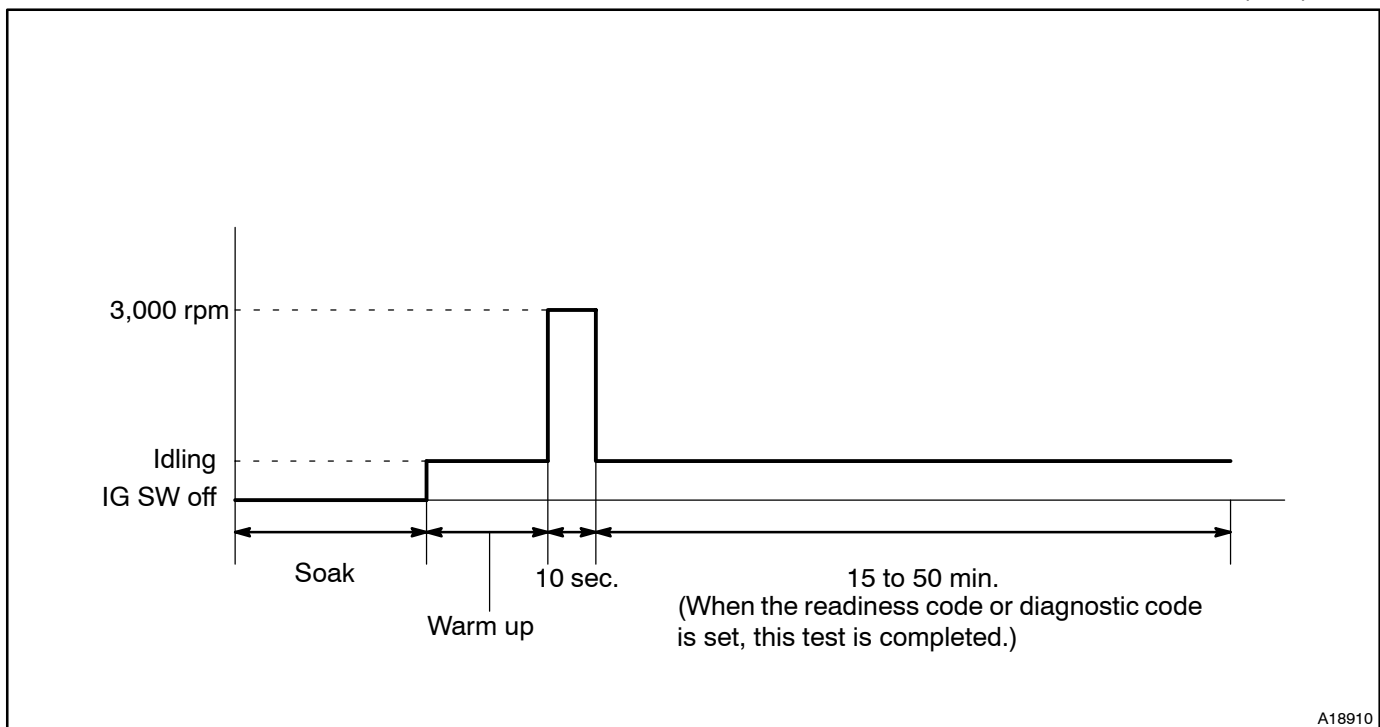 3,000 rpm
Idling
IG SW off
Soak
Warm up
10 sec.
15 to 50 min.
(When the readiness code or diagnostic code
is set, this test is completed.)
A18910